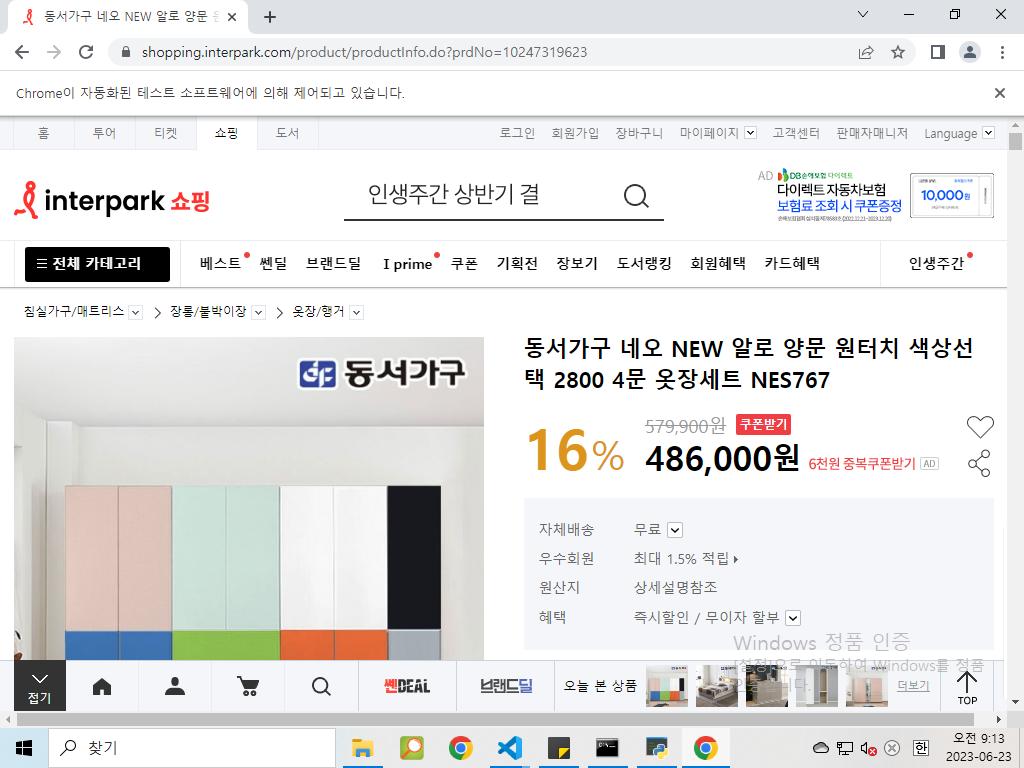 동서가구 네오 NEW 알로 양문 원
shopping.interpark.com/product/productInfo.do?prdNo=10247319623
Chrome이 자동화된 테스트 소프트웨어에 의해 제어되고 있습니다.
홈 투어 티켓 쇼핑 도서 로그인 회원가입 장바구니 마이페이지 고객센터 판매자매니저 Language
interpark 쇼핑
인생주간 상반기 결
AD DB손해보험 다이렉트
다이렉트 자동차보험
보험료 조회 시 쿠폰증정
10,000원
전체 카테고리 베스트 쎈딜 브랜드딜 I prime 쿠폰 기획전 장보기 도서랭킹 회원혜택 카드혜택 인생주간
침실가구/매트리스 장롱/붙박이장 옷장/행거
동서가구
동서가구 네오 NEW 알로 양문 원터치 색상선
택 2800 4문 옷장세트 NES767
16%
579,900원 쿠폰받기
486,000원 6천원 중복쿠폰받기 AD
자체배송 무료
우수회원 최대 1.5% 적립
원산지 상세설명참조
혜택 즉시할인 / 무이자 할부
Windows 정품 인증
[설정]으로 이동하여 Windows를 정품
접기 쎈DEAL 브랜드딜 오늘 본 상품 더보기 TOP
찾기
한
오전 9:13
2023-06-23